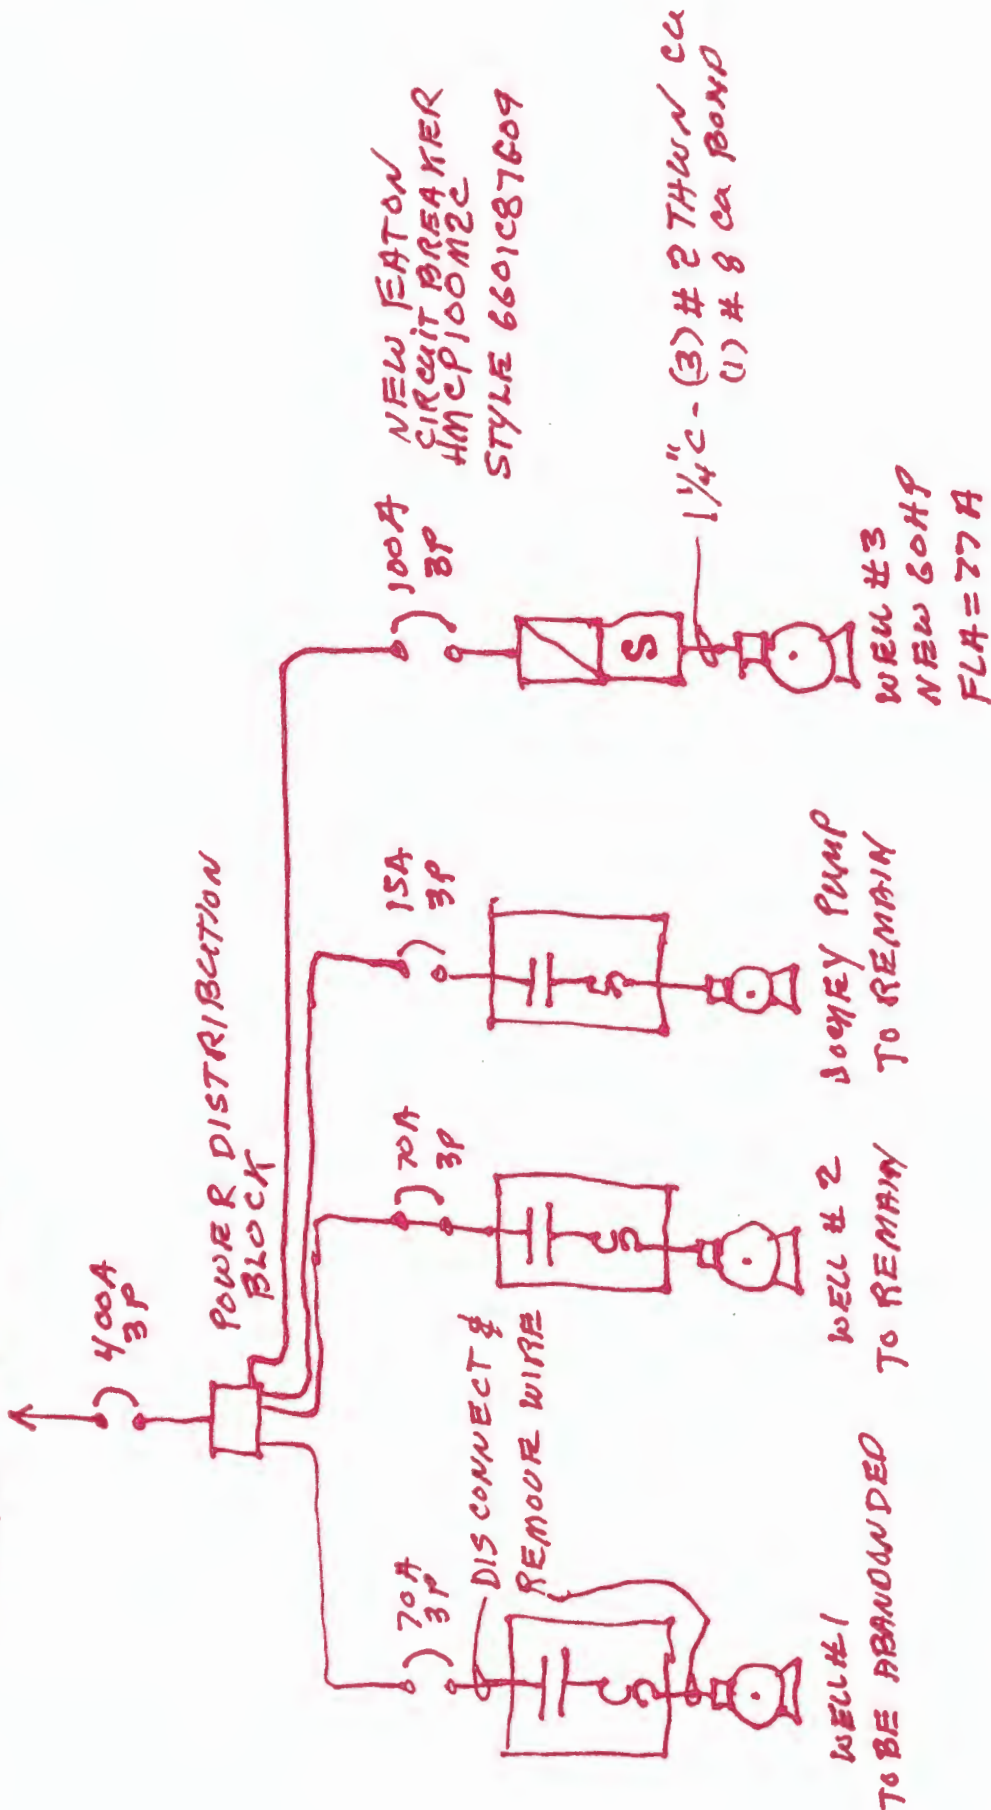 400A
3P
POWER DISTRIBUTION
BLOCK
70A
3P
DISCONNECT &
REMOVE WIRE
70A
3P
15A
3P
100A
3P
NEW EATON
CIRCUIT BREAKER
HMCP100M2C
STYLE 6601C87G09
S
1 1/4" C - (3) # 2 THWN CU
(1) # 8 CU BOND
WELL #1
TO BE ABANDONDED
WELL # 2
TO REMAIN
JOCKEY PUMP
TO REMAIN
WELL #3
NEW 60HP
FLA = 77A